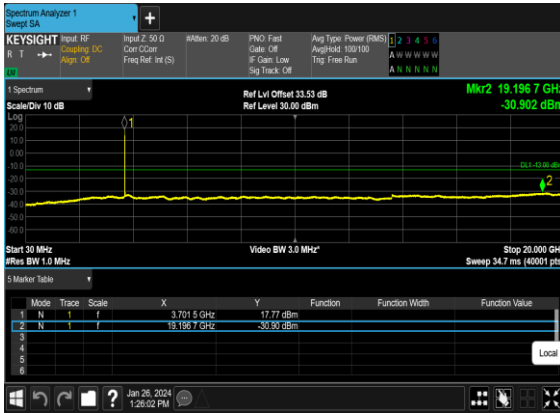 Spectrum Analyzer 1
Swept SA
KEYSIGHT Input: RF Input Z: 50 Ω #Atten: 20 dB PNO: Fast Avg Type: Power (RMS) 1 2 3 4 5 6
R T Coupling: DC Corr CCorr Gate: Off Avg|Hold: 100/100 A W W W W W
Align: Off Freq Ref: Int (S) IF Gain: Low Trig: Free Run
Sig Track: Off A N N N N N
1 Spectrum Ref Lvl Offset 33.53 dB Mkr2 19.196 7 GHz
Scale/Div 10 dB Ref Level 30.00 dBm -30.902 dBm
Log
20.0
10.0
0.00
-10.0
-20.0
-30.0
-40.0
-50.0
-60.0
1
DL1 -13.00 dBm
2
Start 30 MHz Video BW 3.0 MHz* Stop 20.000 GHz
#Res BW 1.0 MHz Sweep 34.7 ms (40001 pts)
5 Marker Table
Mode Trace Scale X Y Function Function Width Function Value
1 N 1 f 3.701 5 GHz 17.77 dBm
2 N 1 f 19.196 7 GHz -30.90 dBm
3
4
5
6
Local
Jan 26, 2024
1:26:02 PM